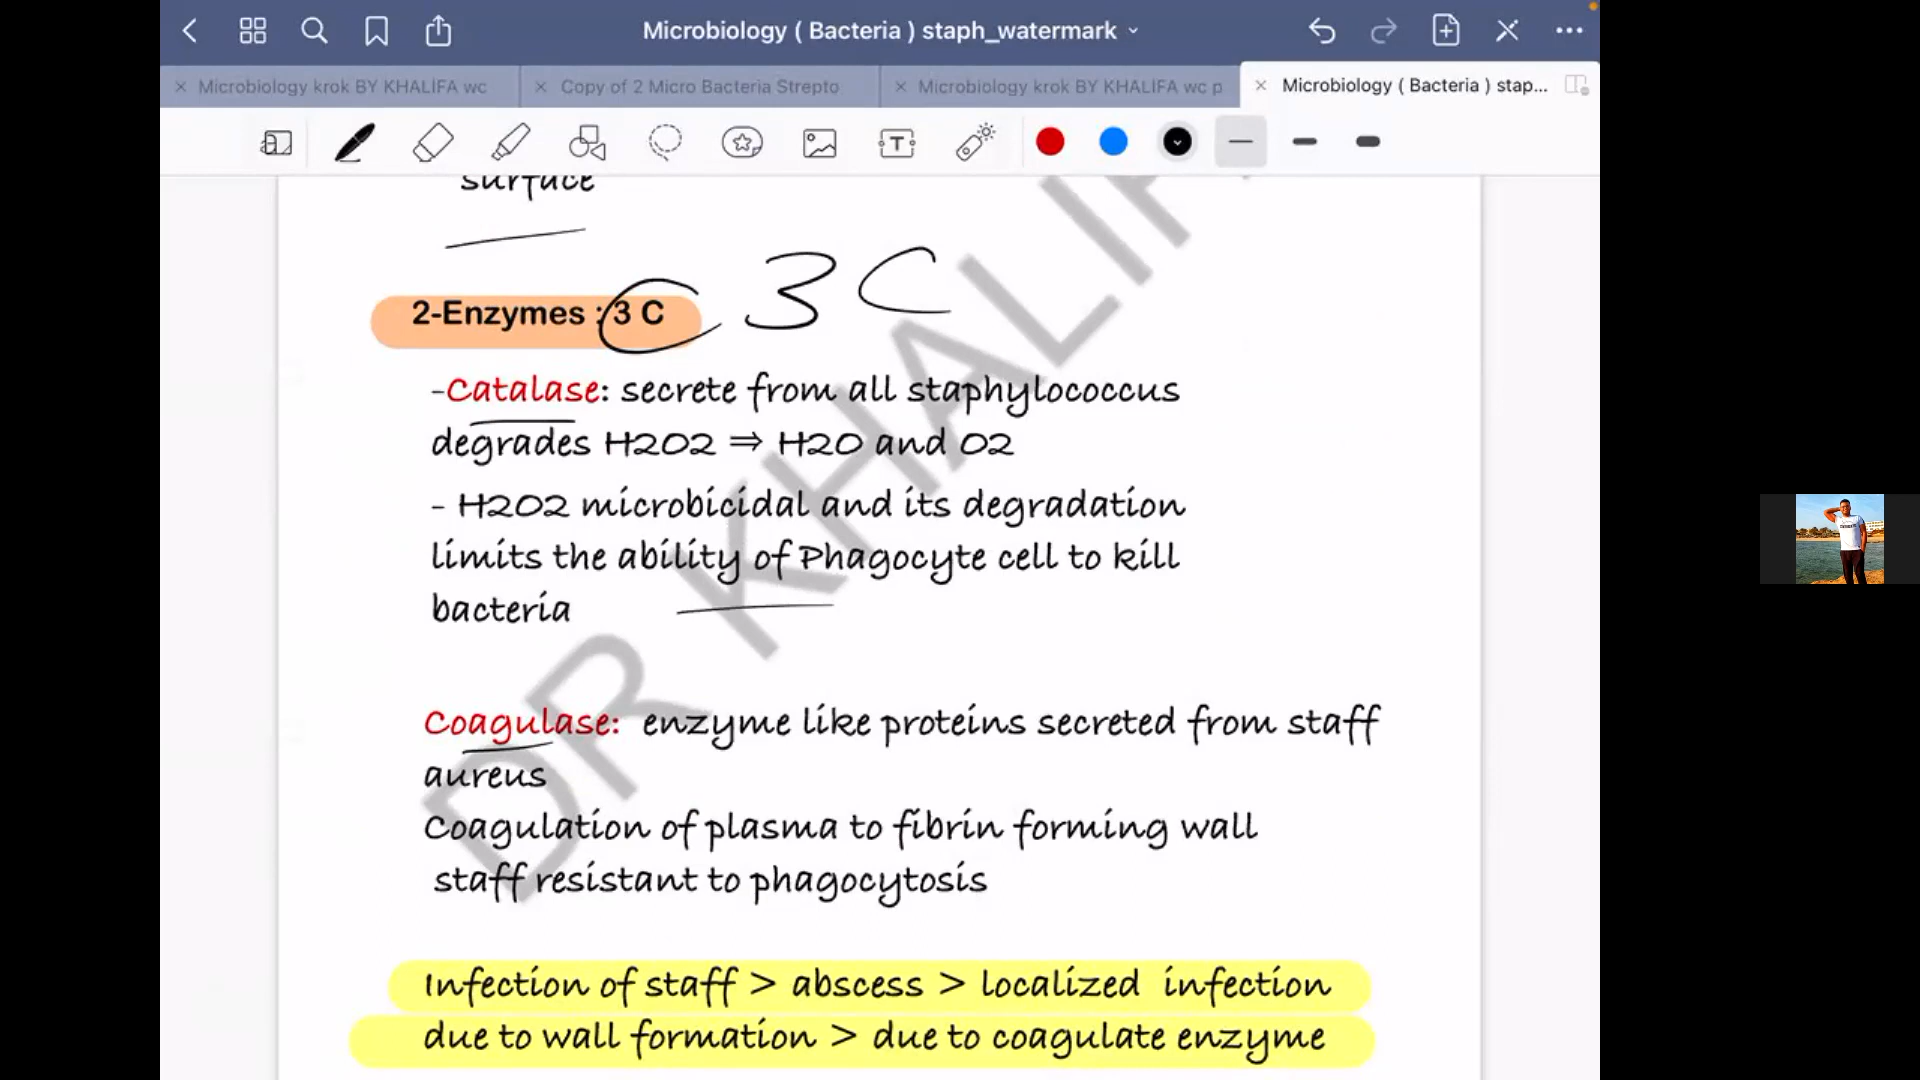 Microbiology ( Bacteria ) staph_watermark
Microbiology krok BY KHALIFA wc
Copy of 2 Micro Bacteria Strepto
Microbiology krok BY KHALIFA wc p
Microbiology ( Bacteria ) stap...
surface
2-Enzymes : 3 C
3 C
-Catalase: secrete from all staphylococcus
degrades H2O2 ⇒ H2O and O2
- H2O2 microbicidal and its degradation
limits the ability of Phagocyte cell to kill
bacteria
Coagulase: enzyme like proteins secreted from staff
aureus
Coagulation of plasma to fibrin forming wall
staff resistant to phagocytosis
Infection of staff > abscess > localized infection
due to wall formation > due to coagulate enzyme
DR KHALIF